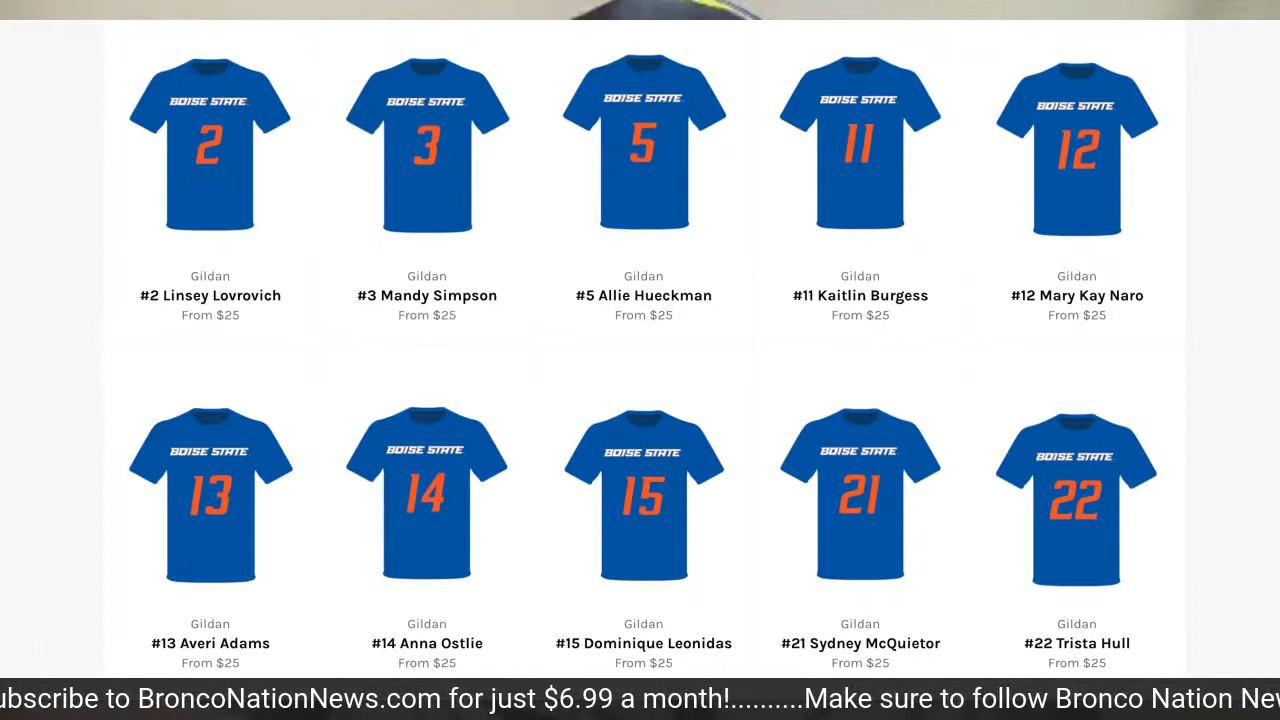 BOISE STATE BOISE STATE BOISE STATE BOISE STATE BOISE STATE
2 3 5 11 12
Gildan Gildan Gildan Gildan Gildan
#2 Linsey Lovrovich #3 Mandy Simpson #5 Allie Hueckman #11 Kaitlin Burgess #12 Mary Kay Naro
From $25 From $25 From $25 From $25 From $25
BOISE STATE BOISE STATE BOISE STATE BOISE STATE BOISE STATE
13 14 15 21 22
Gildan Gildan Gildan Gildan Gildan
#13 Averi Adams #14 Anna Ostlie #15 Dominique Leonidas #21 Sydney McQuietor #22 Trista Hull
From $25 From $25 From $25 From $25 From $25
ubscribe to BroncoNationNews.com for just $6.99 a month!..........Make sure to follow Bronco Nation New